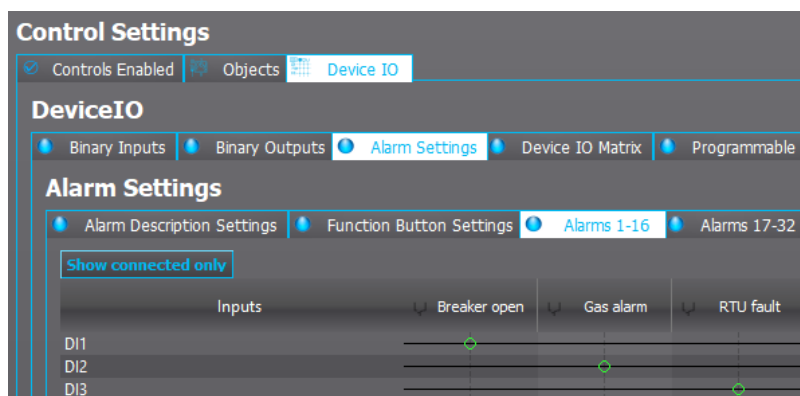 Control Settings
Controls Enabled Objects Device IO
DeviceIO
Binary Inputs Binary Outputs Alarm Settings Device IO Matrix Programmable
Alarm Settings
Alarm Description Settings Function Button Settings Alarms 1-16 Alarms 17-32
Show connected only
Inputs Breaker open Gas alarm RTU fault
DI1
DI2
DI3